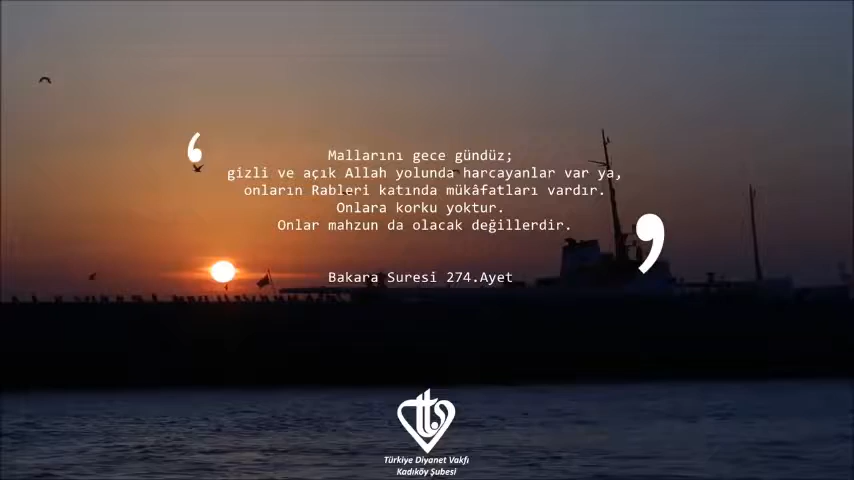 Mallarını gece gündüz;
gizli ve açık Allah yolunda harcayanlar var ya,
onların Rableri katında mükâfatları vardır.
Onlara korku yoktur.
Onlar mahzun da olacak değillerdir.
Bakara Suresi 274.Ayet
Türkiye Diyanet Vakfı
Kadıköy Şubesi